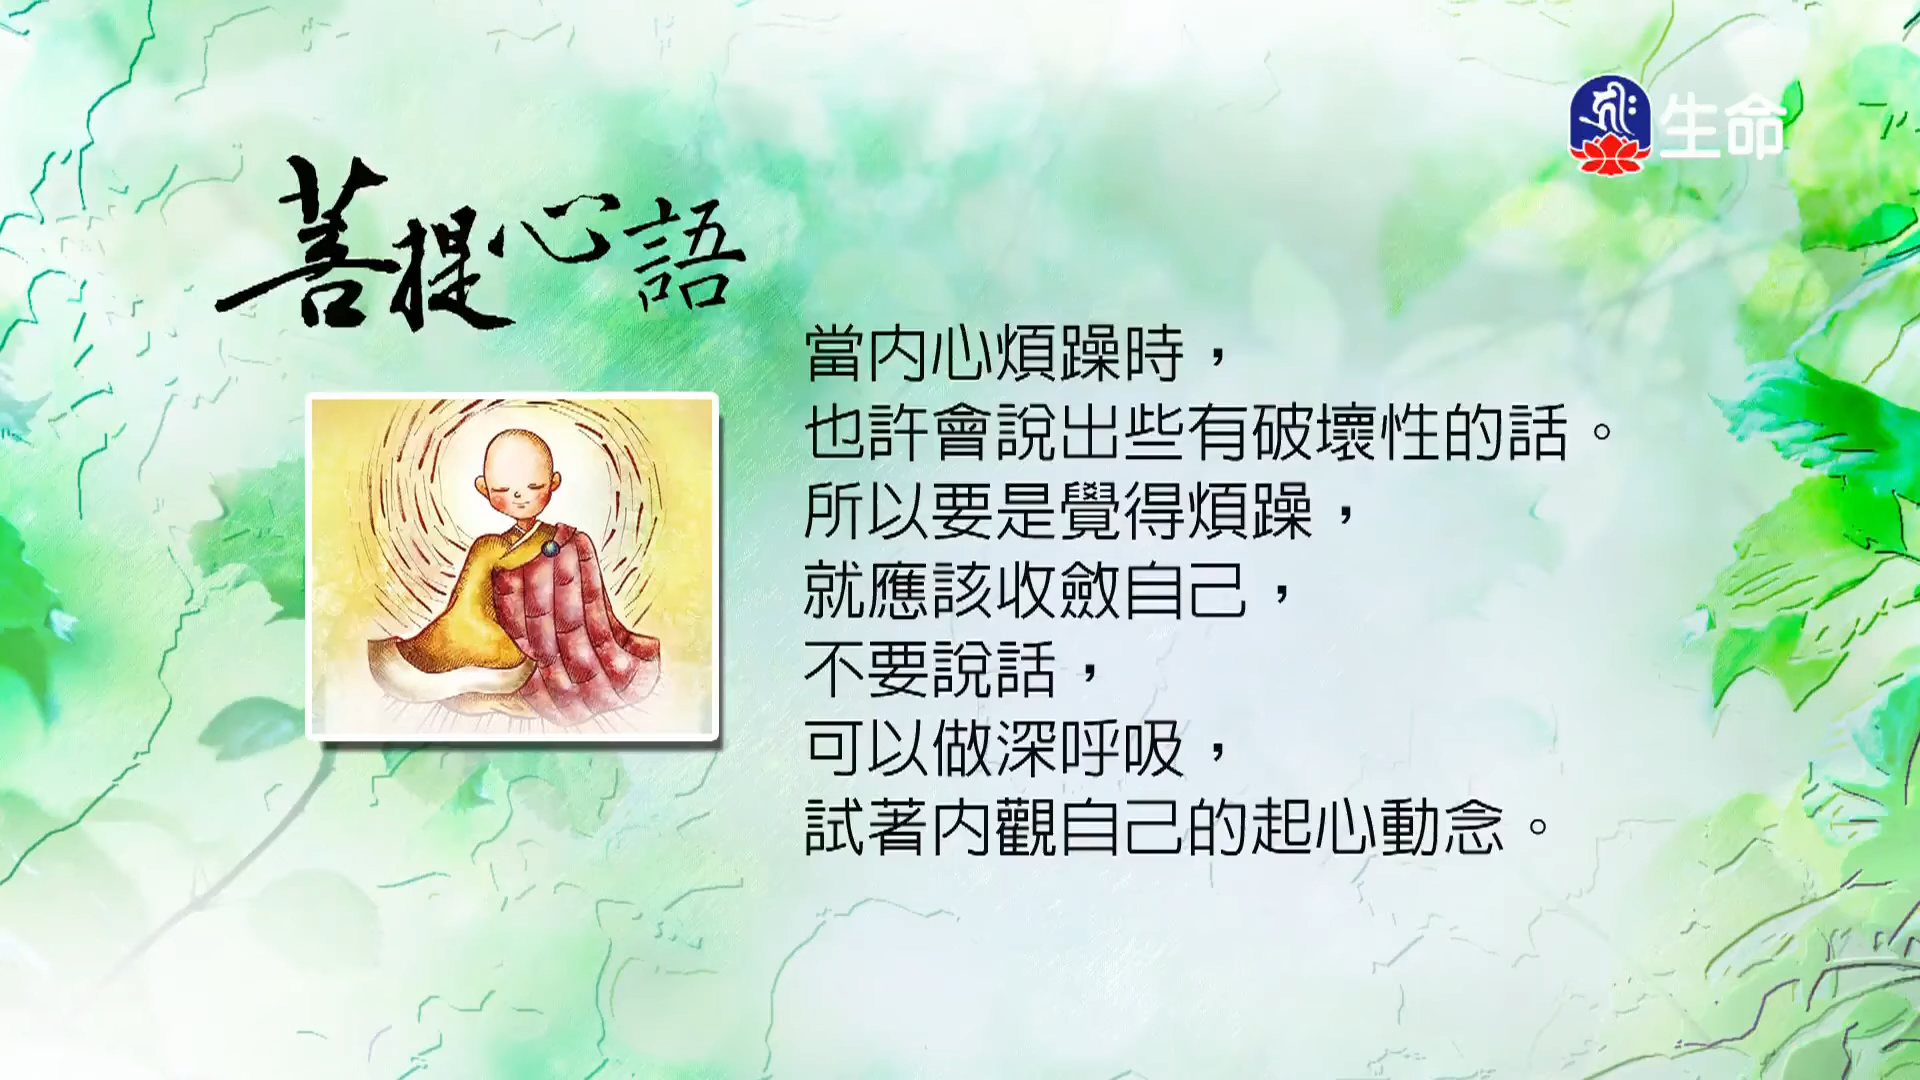 生命
菩提心語
當內心煩躁時，
也許會說出些有破壞性的話。
所以要是覺得煩躁，
就應該收斂自己，
不要說話，
可以做深呼吸，
試著內觀自己的起心動念。